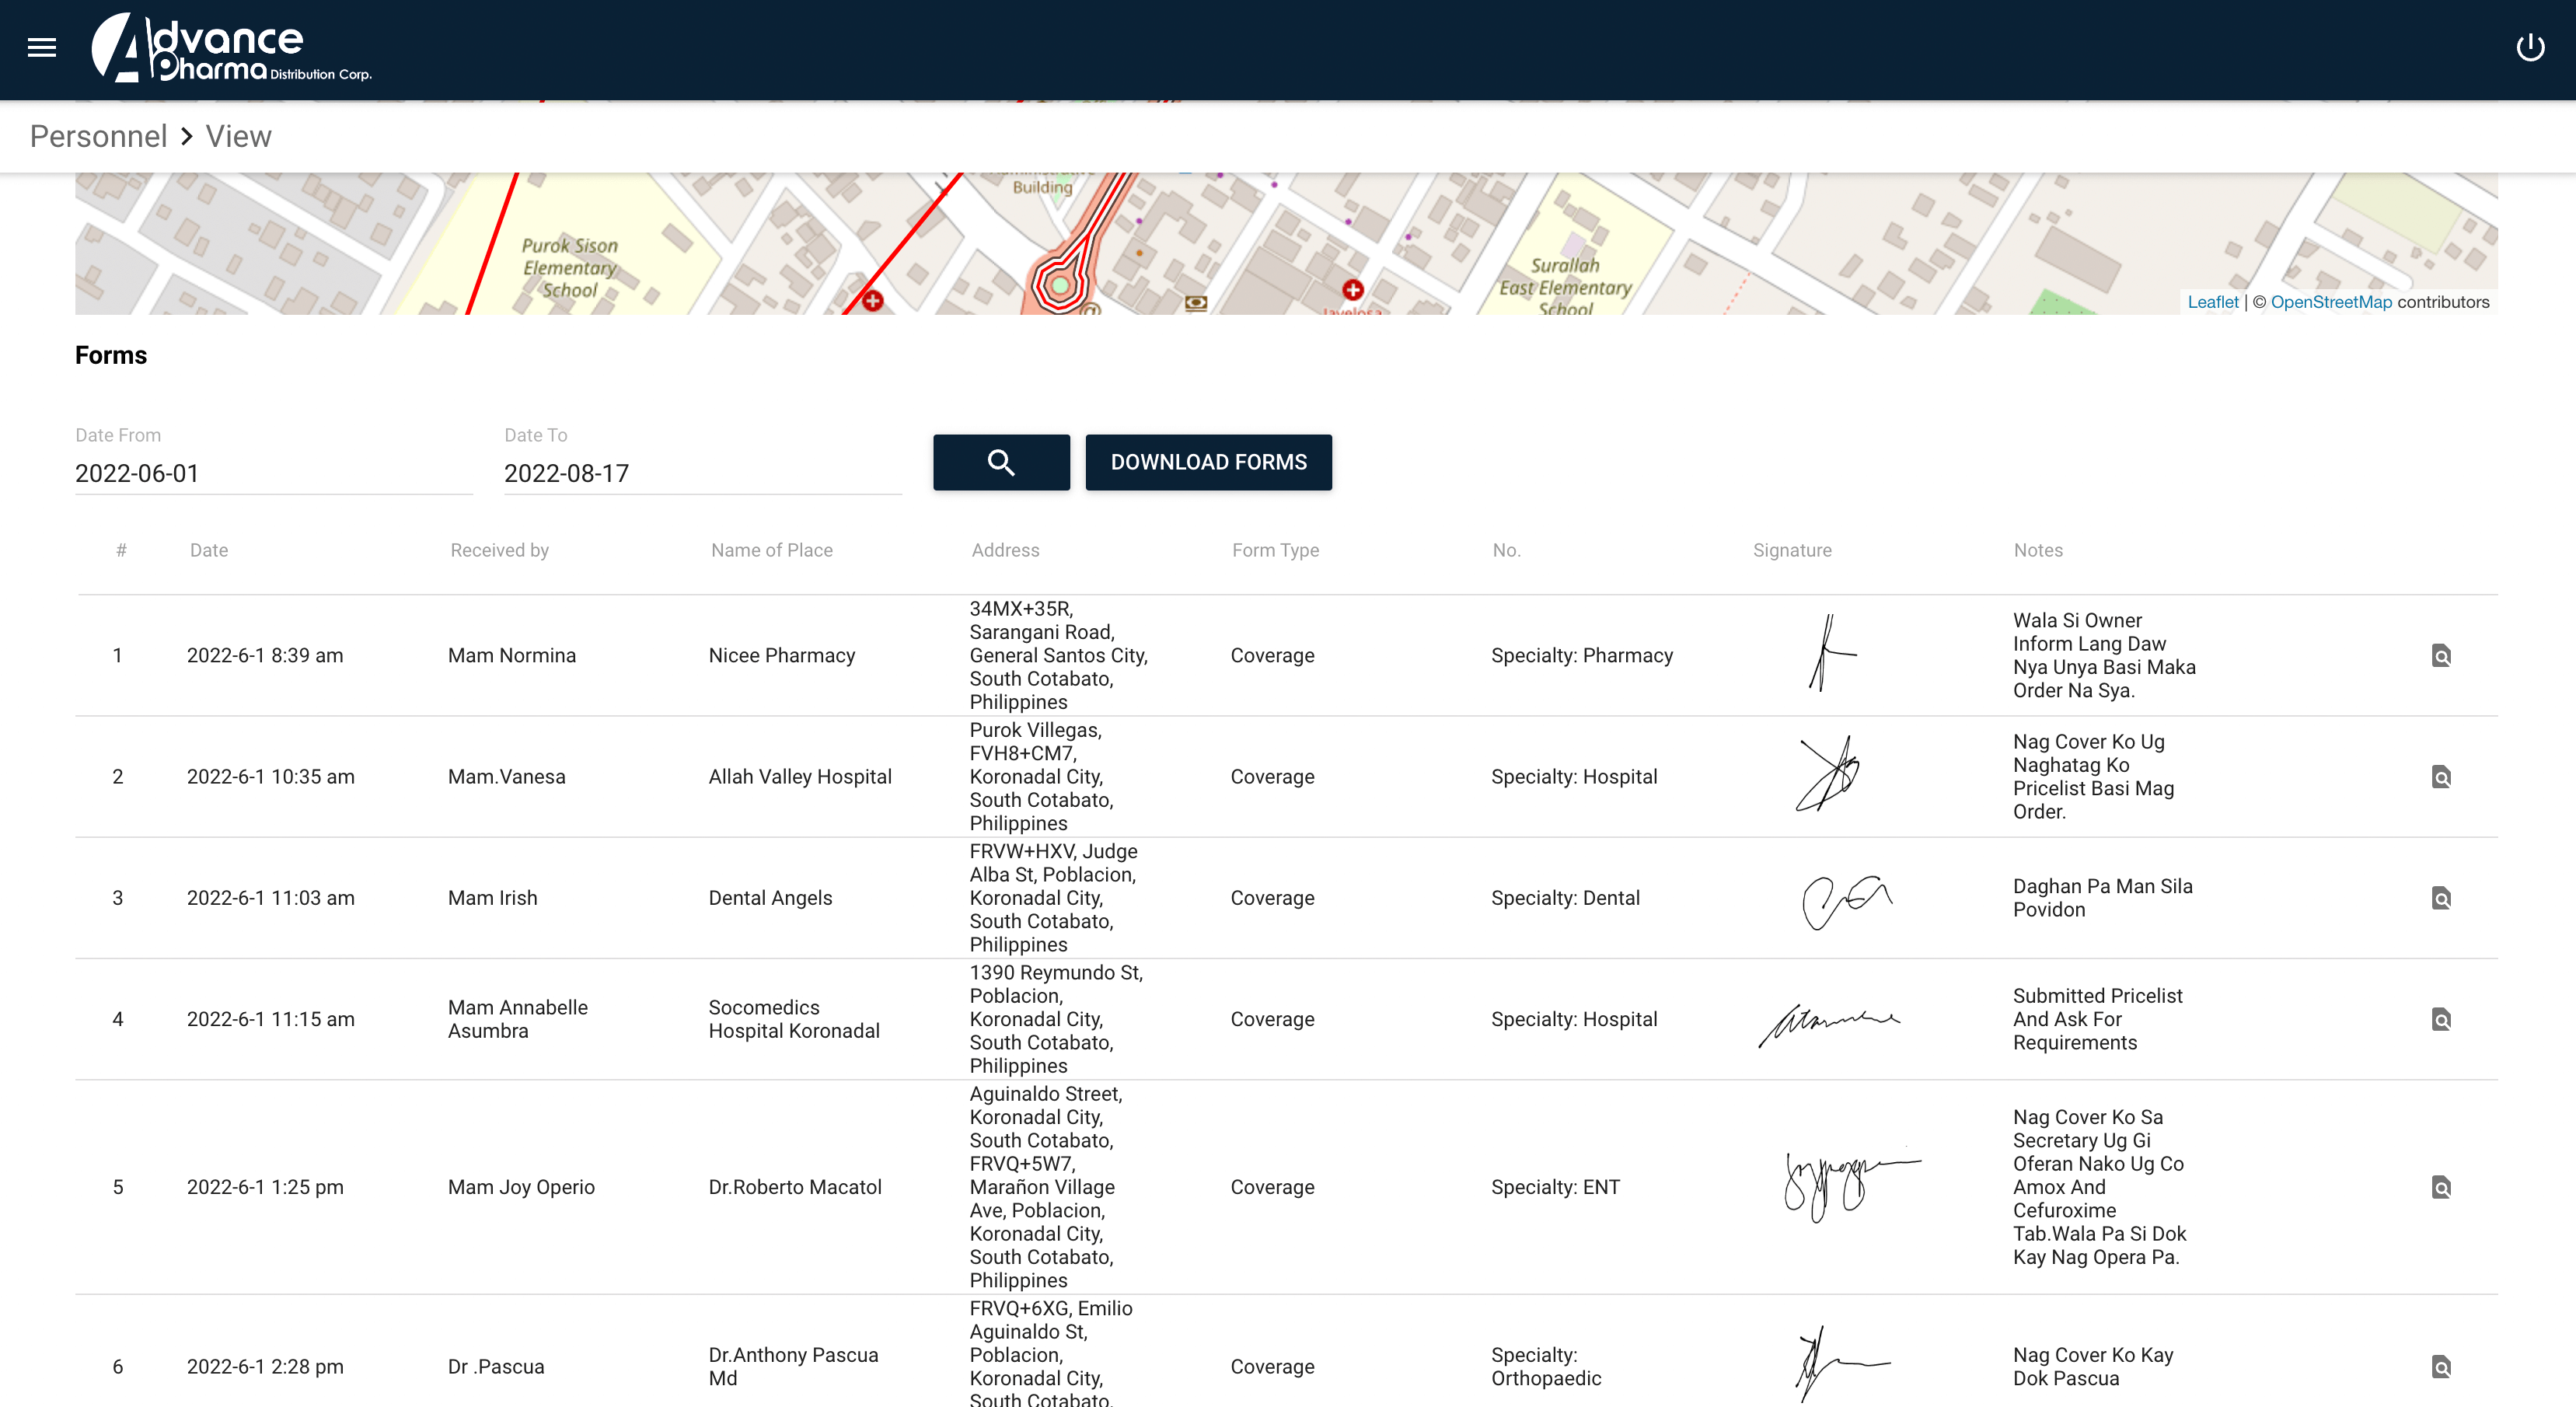 Advance
Pharma Distribution Corp.
Personnel > View
Building
Purok Sison
Elementary
School
Surallah
East Elementary
School
Leaflet | © OpenStreetMap contributors
Forms
Date From
2022-06-01
Date To
2022-08-17
DOWNLOAD FORMS
# Date Received by Name of Place Address Form Type No. Signature Notes
1
2022-6-1 8:39 am
Mam Normina
Nicee Pharmacy
34MX+35R,
Sarangani Road,
General Santos City,
South Cotabato,
Philippines
Coverage
Specialty: Pharmacy
Wala Si Owner
Inform Lang Daw
Nya Unya Basi Maka
Order Na Sya.
2
2022-6-1 10:35 am
Mam.Vanesa
Allah Valley Hospital
Purok Villegas,
FVH8+CM7,
Koronadal City,
South Cotabato,
Philippines
Coverage
Specialty: Hospital
Nag Cover Ko Ug
Naghatag Ko
Pricelist Basi Mag
Order.
3
2022-6-1 11:03 am
Mam Irish
Dental Angels
FRVW+HXV, Judge
Alba St, Poblacion,
Koronadal City,
South Cotabato,
Philippines
Coverage
Specialty: Dental
Daghan Pa Man Sila
Povidon
4
2022-6-1 11:15 am
Mam Annabelle
Asumbra
Socomedics
Hospital Koronadal
1390 Reymundo St,
Poblacion,
Koronadal City,
South Cotabato,
Philippines
Coverage
Specialty: Hospital
Submitted Pricelist
And Ask For
Requirements
5
2022-6-1 1:25 pm
Mam Joy Operio
Dr.Roberto Macatol
Aguinaldo Street,
Koronadal City,
South Cotabato,
FRVQ+5W7,
Marañon Village
Ave, Poblacion,
Koronadal City,
South Cotabato,
Philippines
Coverage
Specialty: ENT
Nag Cover Ko Sa
Secretary Ug Gi
Oferan Nako Ug Co
Amox And
Cefuroxime
Tab.Wala Pa Si Dok
Kay Nag Opera Pa.
6
2022-6-1 2:28 pm
Dr .Pascua
Dr.Anthony Pascua
Md
FRVQ+6XG, Emilio
Aguinaldo St,
Poblacion,
Koronadal City,
South Cotabato,
Coverage
Specialty:
Orthopaedic
Nag Cover Ko Kay
Dok Pascua